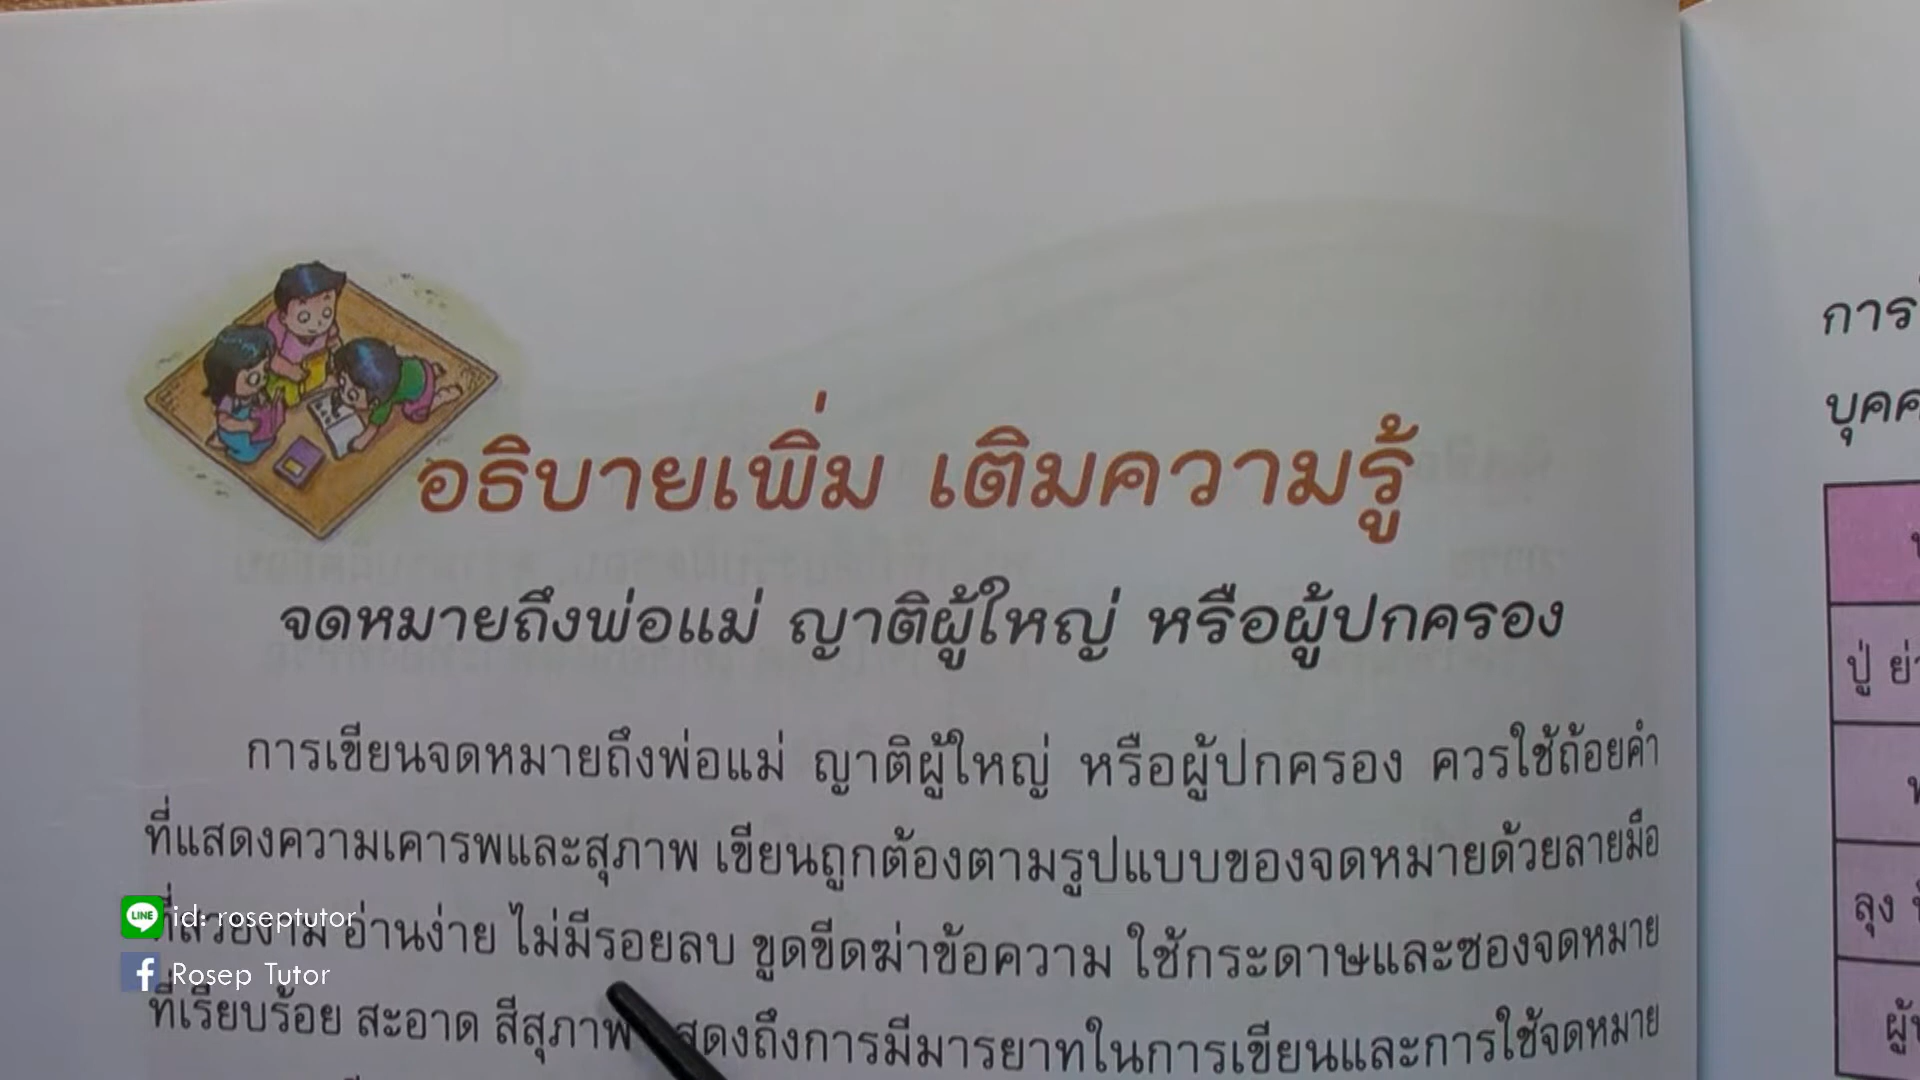 อธิบายเพิ่ม เติมความรู้
จดหมายถึงพ่อแม่ ญาติผู้ใหญ่ หรือผู้ปกครอง
การเขียนจดหมายถึงพ่อแม่ ญาติผู้ใหญ่ หรือผู้ปกครอง ควรใช้ถ้อยคำ
ที่แสดงความเคารพและสุภาพ เขียนถูกต้องตามรูปแบบของจดหมายด้วยลายมือ
อ่านง่าย ไม่มีรอยลบ ขูดขีดฆ่าข้อความ ใช้กระดาษและซองจดหมาย
ที่เรียบร้อย สะอาด สีสุภาพ แสดงถึงการมีมารยาทในการเขียนและการใช้จดหมาย
LINE id: roseptutor
f Rosep Tutor
การ
ปู่
ลุง